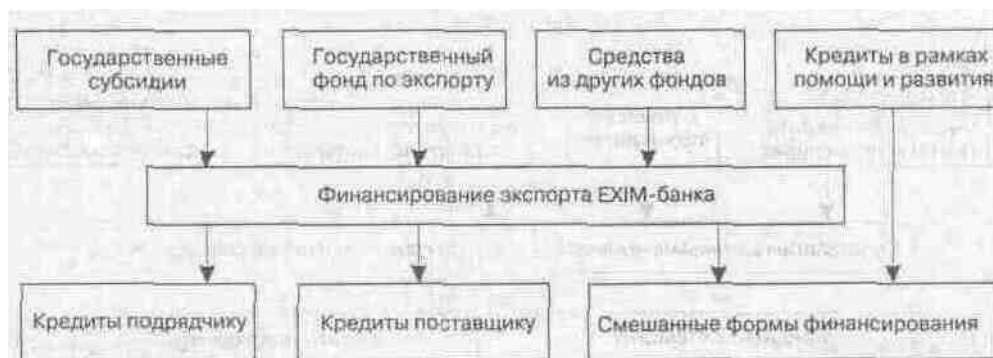 Государственные
субсидии
Государственный
фонд по экспорту
Средства
из других фондов
Кредиты в рамках
помощи и развития
Финансирование экспорта EXIM-банка
Кредиты подрядчику
Кредиты поставщику
Смешанные формы финансирования